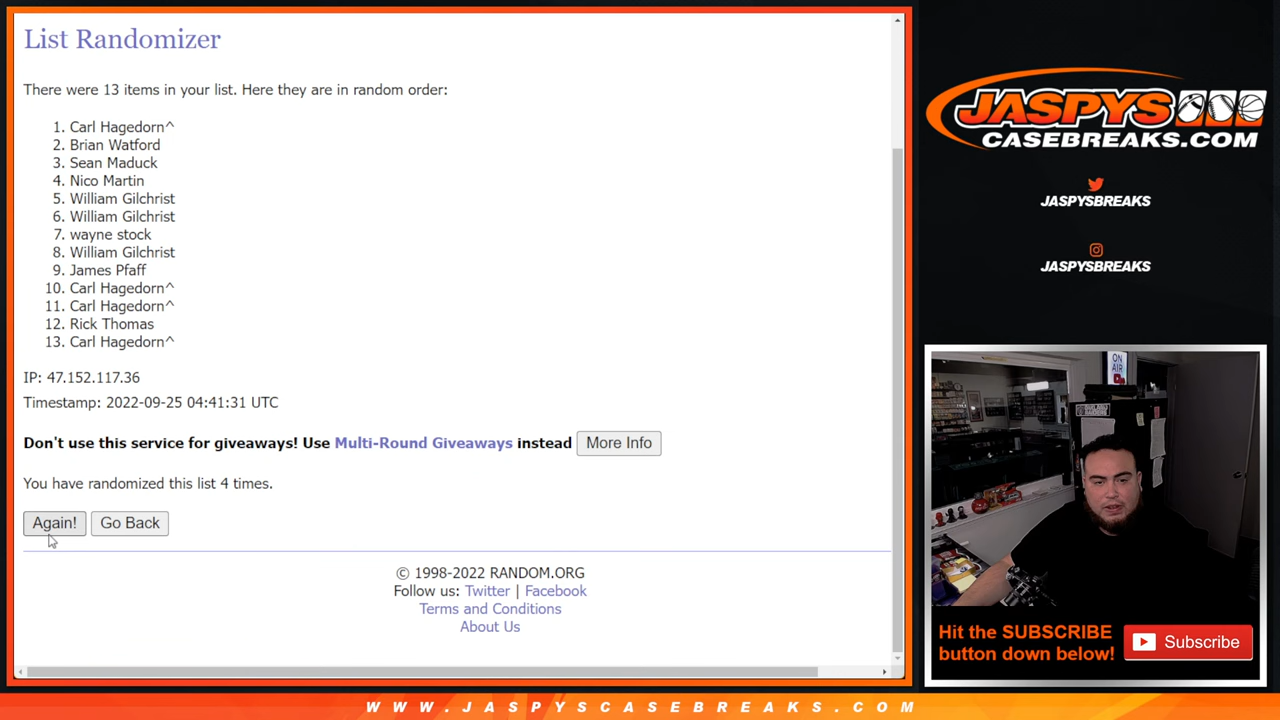 List Randomizer
There were 13 items in your list. Here they are in random order:
1. Carl Hagedorn^
2. Brian Watford
3. Sean Maduck
4. Nico Martin
5. William Gilchrist
6. William Gilchrist
7. wayne stock
8. William Gilchrist
9. James Pfaff
10. Carl Hagedorn^
11. Carl Hagedorn^
12. Rick Thomas
13. Carl Hagedorn^
IP: 47.152.117.36
Timestamp: 2022-09-25 04:41:31 UTC
Don't use this service for giveaways! Use Multi-Round Giveaways instead More Info
You have randomized this list 4 times.
Again! Go Back
© 1998-2022 RANDOM.ORG
Follow us: Twitter | Facebook
Terms and Conditions
About Us
JASPYS
CASEBREAKS.COM
JASPYSBREAKS
JASPYSBREAKS
ON
AIR
Hit the SUBSCRIBE
button down below!
Subscribe
WWW.JASPYSCASEBREAKS.COM